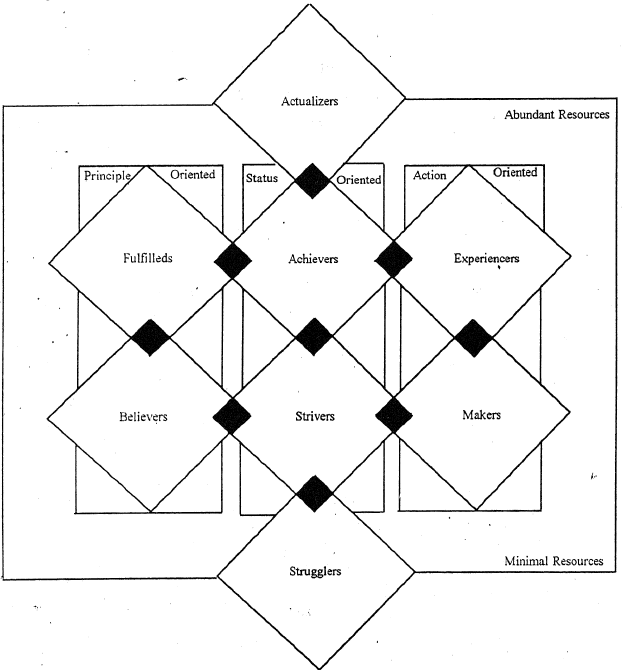 Actualizers
Abundant Resources
Principle Oriented
Status Oriented
Action Oriented
Fulfilleds
Achievers
Experiencers
Believers
Strivers
Makers
Minimal Resources
Strugglers